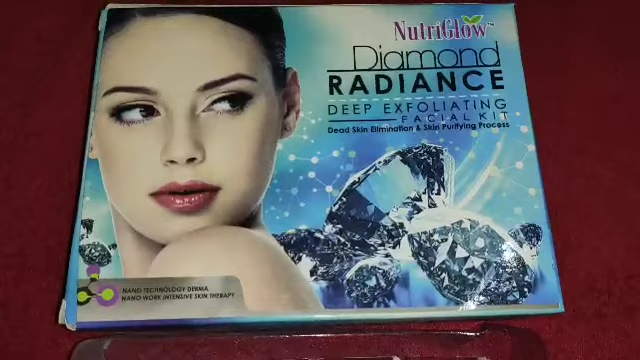 NutriGlow™
Diamond
RADIANCE
DEEP EXFOLIATING
FACIAL KIT
Dead Skin Elimination & Skin Purifying Process
NANO TECHNOLOGY DERMA
NANO WORK INTENSIVE SKIN THERAPY